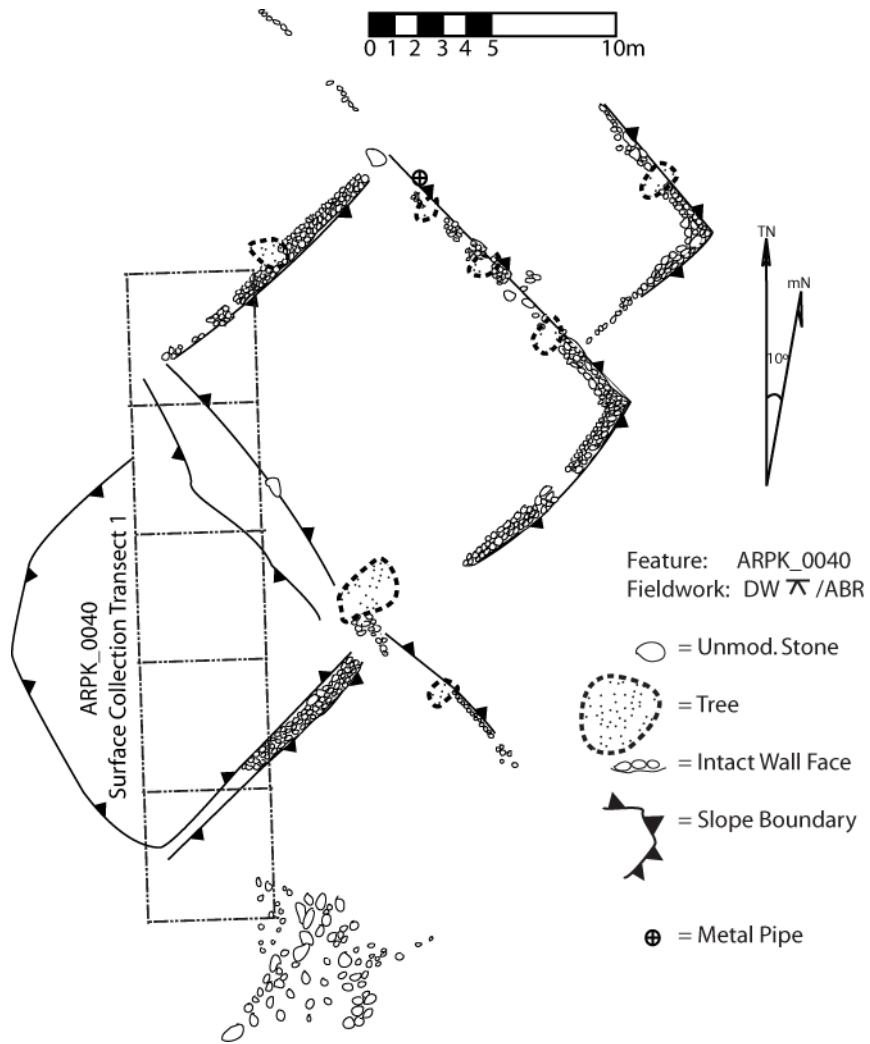 0 1 2 3 4 5 10m
TN
mN
10°
ARPK_0040
Surface Collection Transect 1
Feature: ARPK_0040
Fieldwork: DW /ABR
= Unmod. Stone
= Tree
= Intact Wall Face
= Slope Boundary
= Metal Pipe